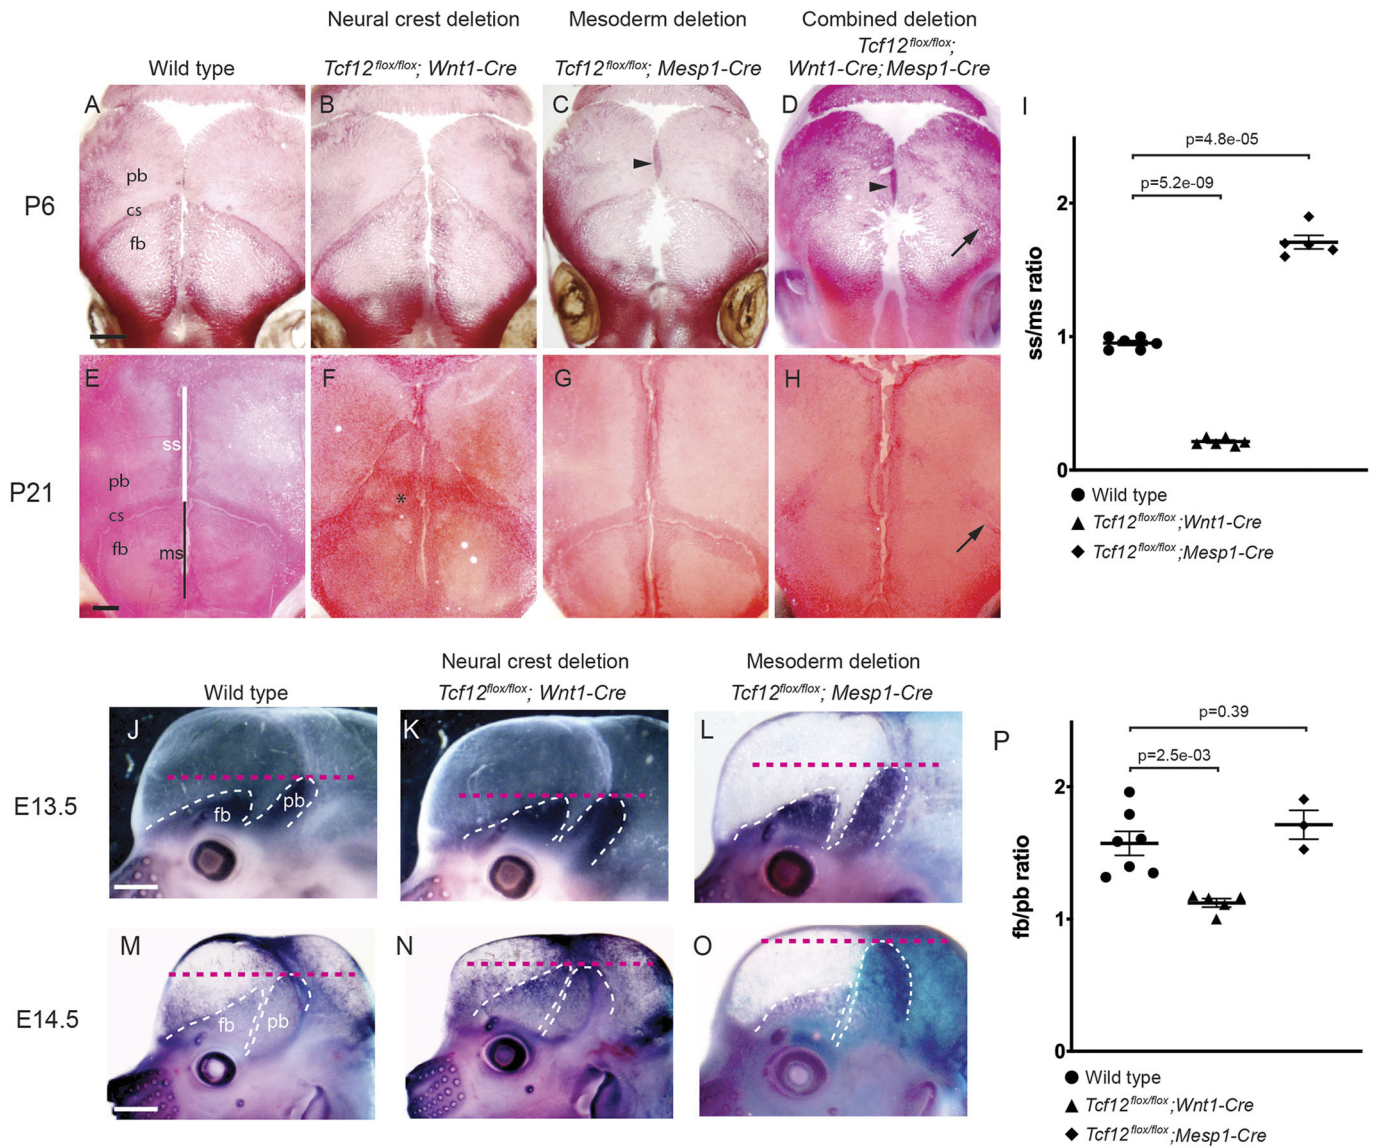 Neural crest deletion
Mesoderm deletion
Combined deletion
Wild type
Tcf12flox/flox; Wnt1-Cre
Tcf12flox/flox; Mesp1-Cre
Tcf12flox/flox;
Wnt1-Cre; Mesp1-Cre
P6
A
pb
cs
fb
B
C
D
P21
E
ss
pb
cs
fb
ms
F
*
G
H
I
p=4.8e-05
p=5.2e-09
ss/ms ratio
2
1
0
Wild type
Tcf12flox/flox;Wnt1-Cre
Tcf12flox/flox;Mesp1-Cre
Neural crest deletion
Mesoderm deletion
Wild type
Tcf12flox/flox; Wnt1-Cre
Tcf12flox/flox; Mesp1-Cre
E13.5
J
fb
pb
K
L
E14.5
M
fb
pb
N
O
P
p=0.39
p=2.5e-03
fb/pb ratio
2
1
0
Wild type
Tcf12flox/flox;Wnt1-Cre
Tcf12flox/flox;Mesp1-Cre